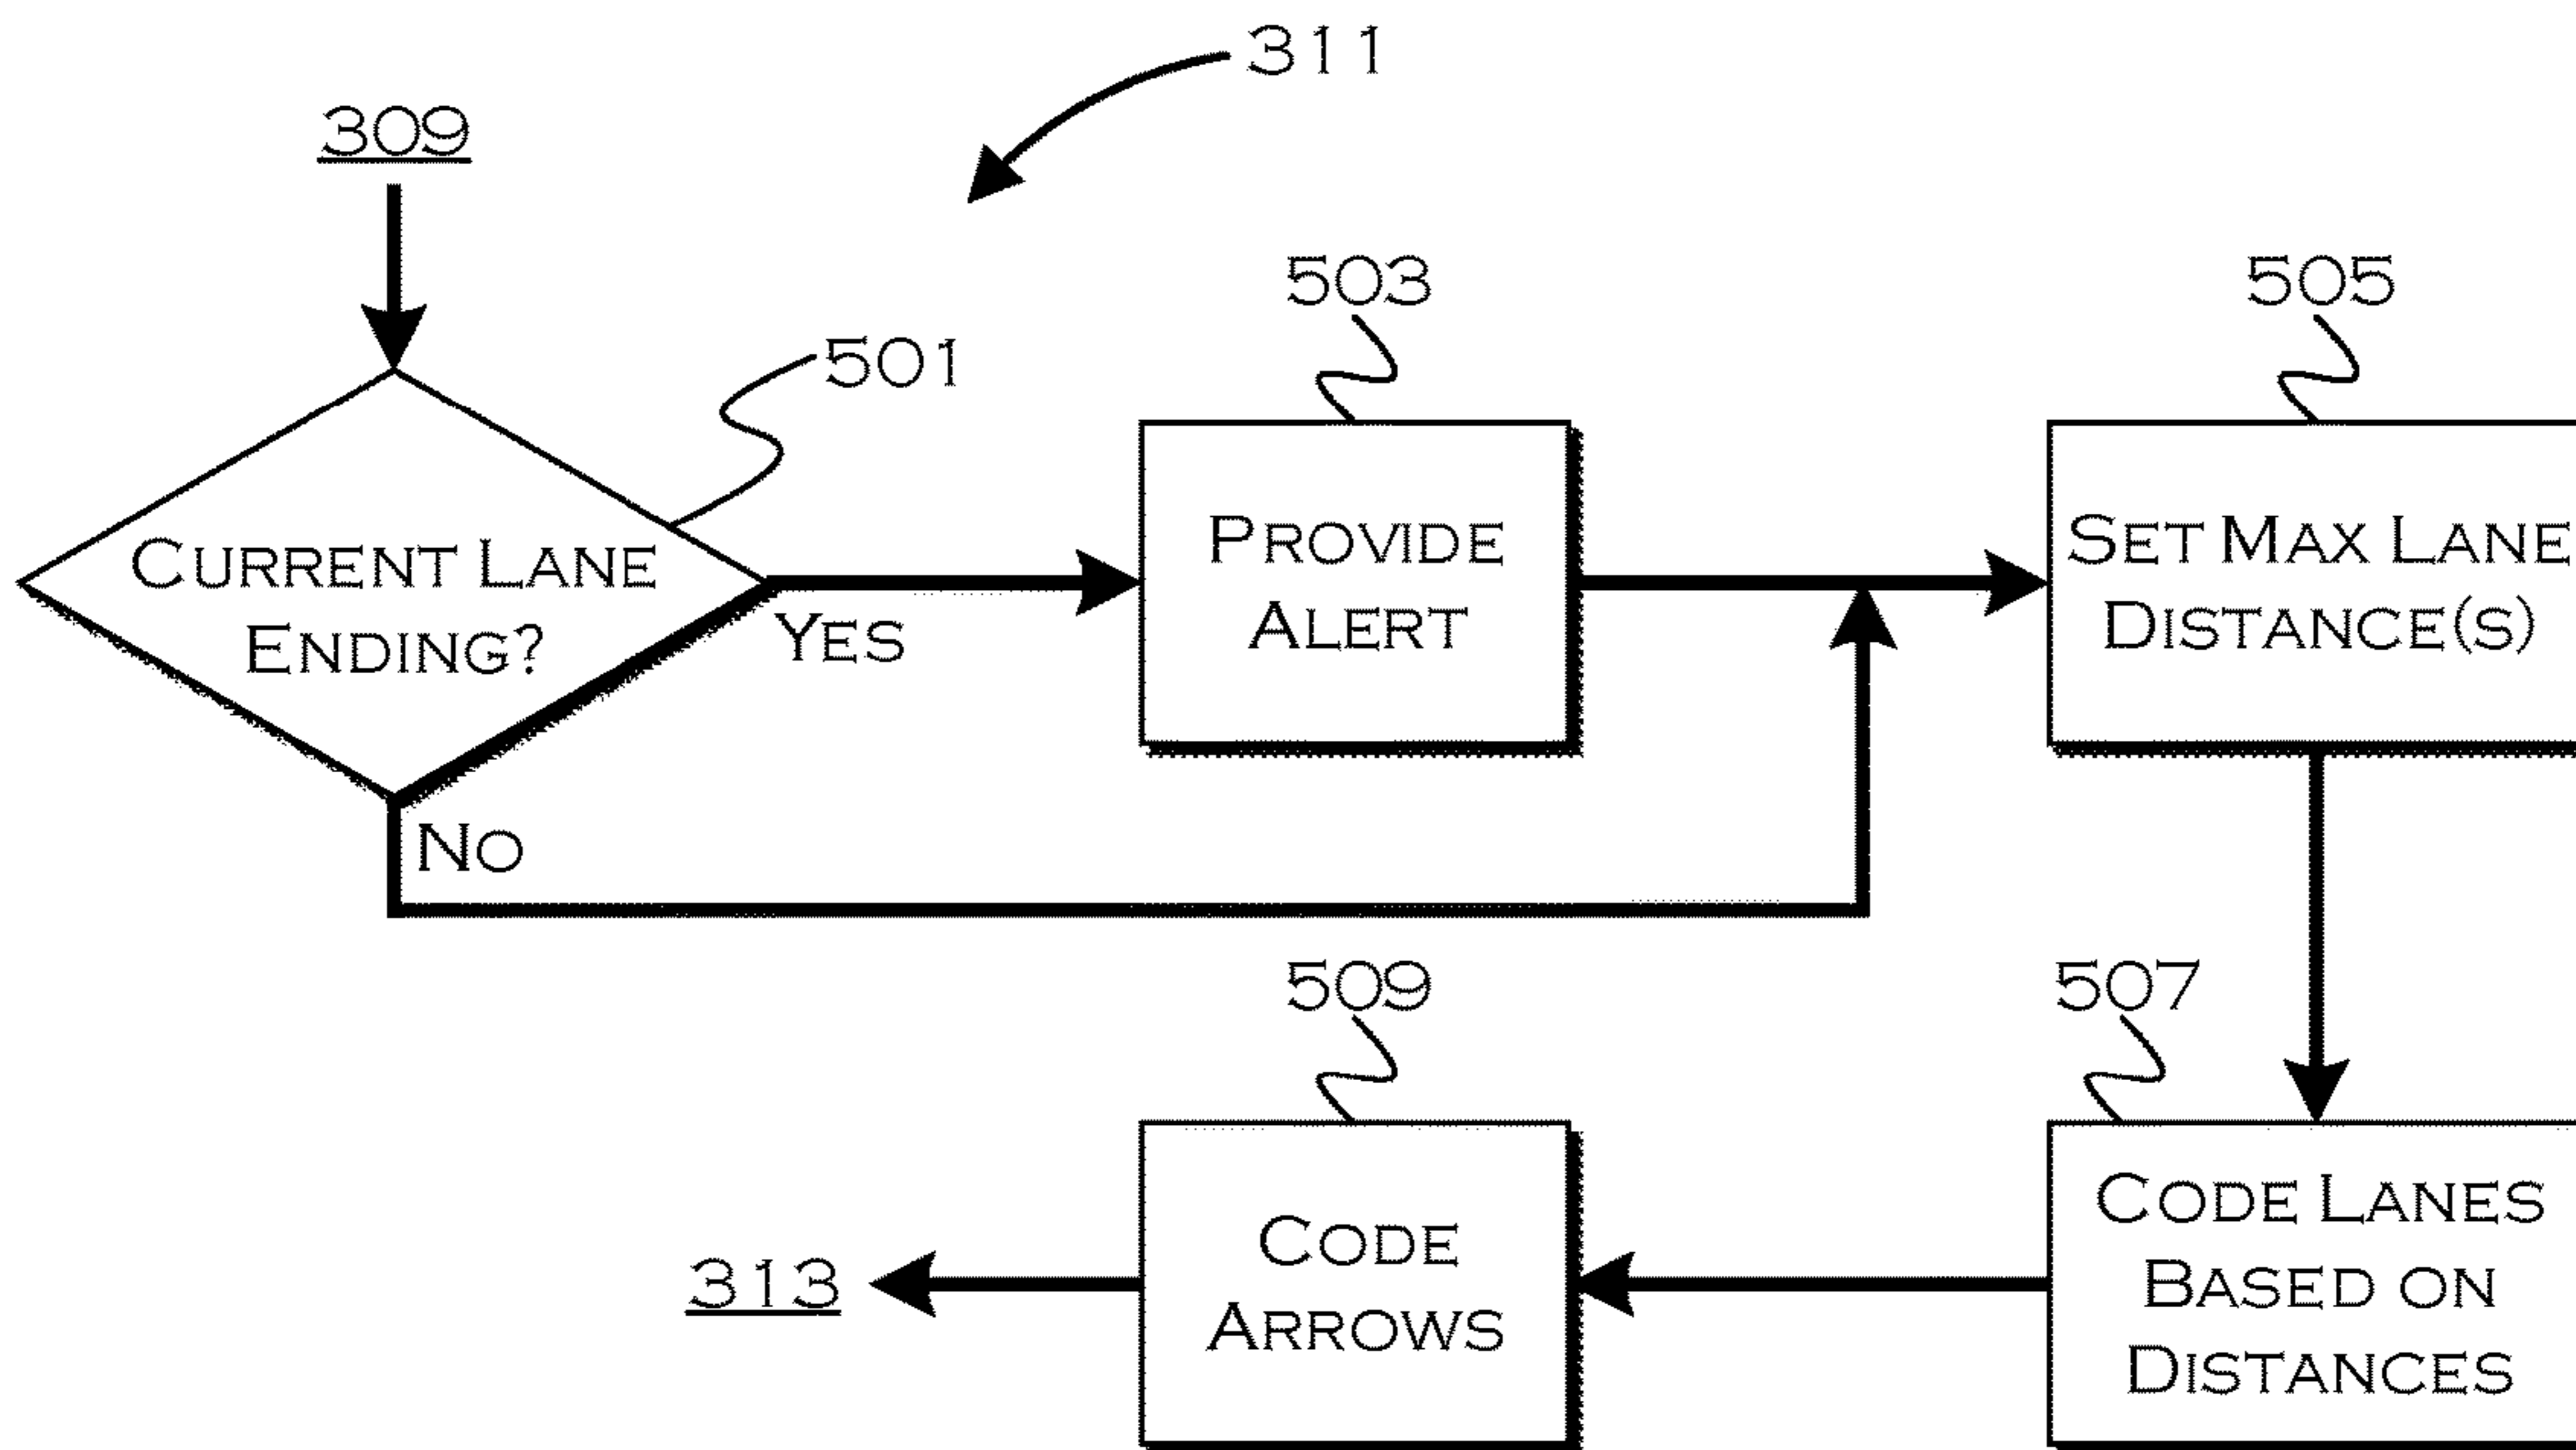 311
309
503
505
501
CURRENT LANE
ENDING?
YES
PROVIDE
ALERT
SET MAX LANE
DISTANCE(S)
NO
509
507
CODE LANES
BASED ON
DISTANCES
CODE
ARROWS
313